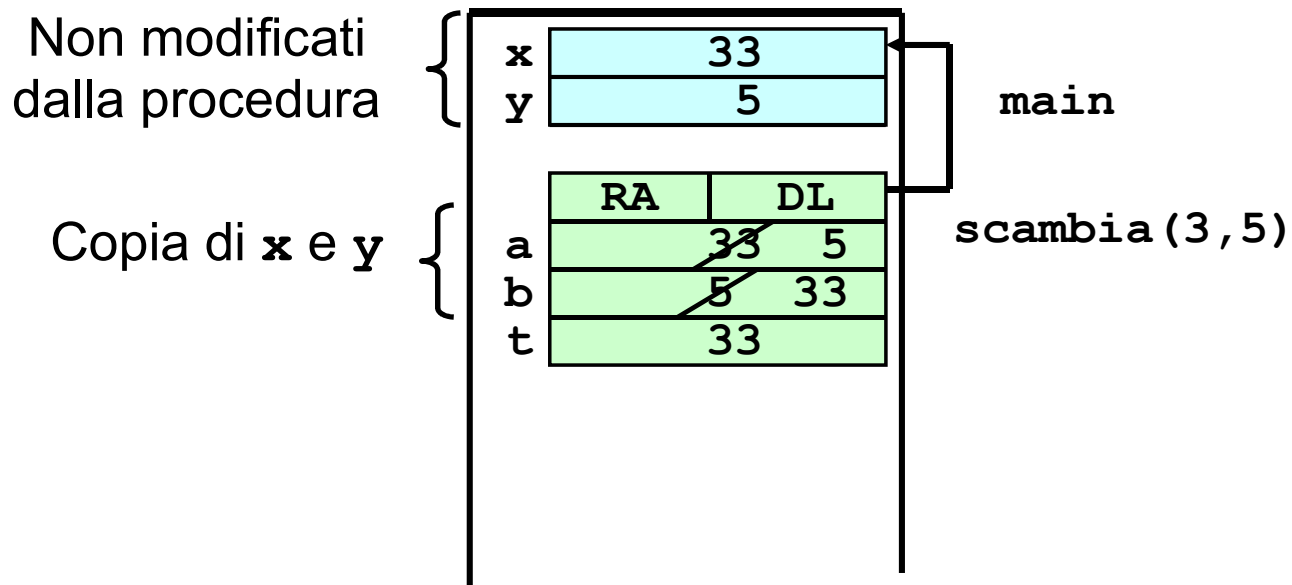 Non modificati
dalla procedura
x 33
y 5
main
RA DL
scambia(3,5)
Copia di x e y
a 33 5
b 5 33
t 33